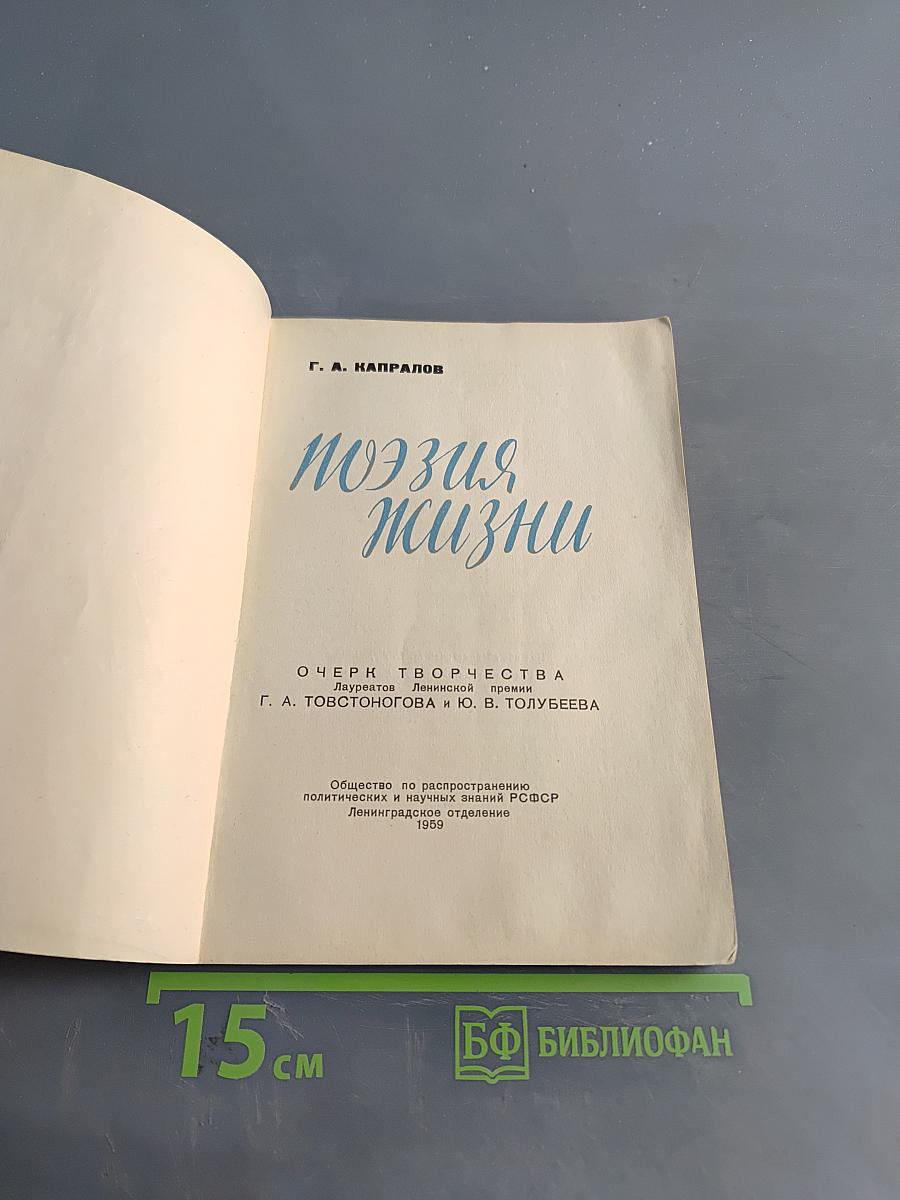 Г. А. КАПРАЛОВ
поэзия
жизни
ОЧЕРК ТВОРЧЕСТВА
Лауреатов Ленинской премии
Г. А. ТОВСТОНОГОВА и Ю. В. ТОЛУБЕЕВА
Общество по распространению
политических и научных знаний РСФСР
Ленинградское отделение
1959
15 см
БФ БИБЛИОФАН